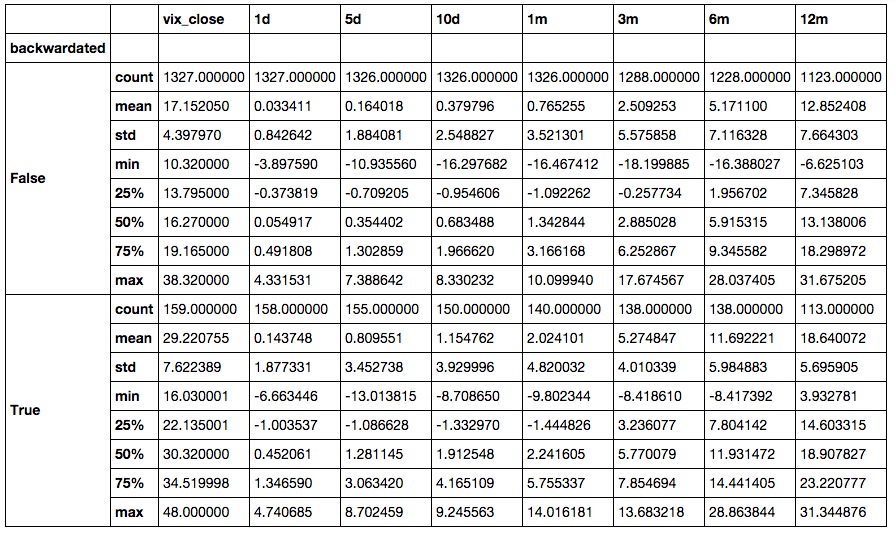 vix_close 1d 5d 10d 1m 3m 6m 12m
backwardated
False
count 1327.000000 1327.000000 1326.000000 1326.000000 1326.000000 1288.000000 1228.000000 1123.000000
mean 17.152050 0.033411 0.164018 0.379796 0.765255 2.509253 5.171100 12.852408
std 4.397970 0.842642 1.884081 2.548827 3.521301 5.575858 7.116328 7.664303
min 10.320000 -3.897590 -10.935560 -16.297682 -16.467412 -18.199885 -16.388027 -6.625103
25% 13.795000 -0.373819 -0.709205 -0.954606 -1.092262 -0.257734 1.956702 7.345828
50% 16.270000 0.054917 0.354402 0.683488 1.342844 2.885028 5.915315 13.138006
75% 19.165000 0.491808 1.302859 1.966620 3.166168 6.252867 9.345582 18.298972
max 38.320000 4.331531 7.388642 8.330232 10.099940 17.674567 28.037405 31.675205
True
count 159.000000 158.000000 155.000000 150.000000 140.000000 138.000000 138.000000 113.000000
mean 29.220755 0.143748 0.809551 1.154762 2.024101 5.274847 11.692221 18.640072
std 7.622389 1.877331 3.452738 3.929996 4.820032 4.010339 5.984883 5.695905
min 16.030001 -6.663446 -13.013815 -8.708650 -9.802344 -8.418610 -8.417392 3.932781
25% 22.135001 -1.003537 -1.086628 -1.332970 -1.444826 3.236077 7.804142 14.603315
50% 30.320000 0.452061 1.281145 1.912548 2.241605 5.770079 11.931472 18.907827
75% 34.519998 1.346590 3.063420 4.165109 5.755337 7.854694 14.441405 23.220777
max 48.000000 4.740685 8.702459 9.245563 14.016181 13.683218 28.863844 31.344876